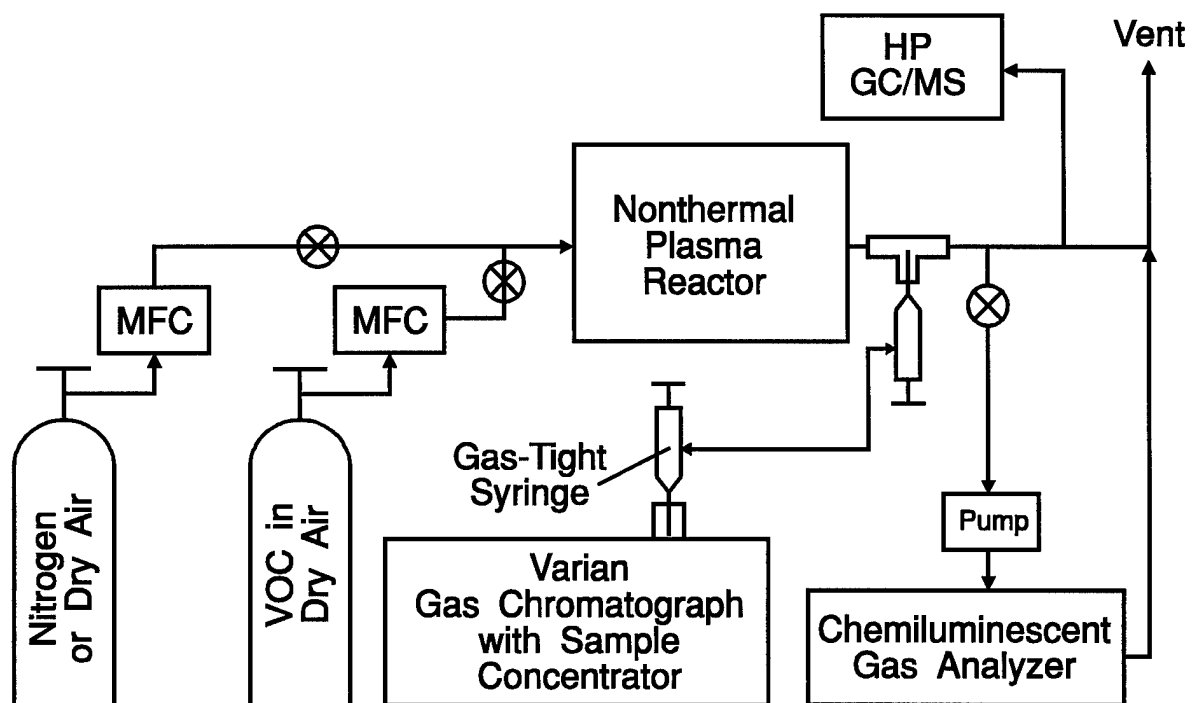 HP
GC/MS
Vent
Nonthermal
Plasma
Reactor
MFC
MFC
Gas-Tight
Syringe
Nitrogen
or Dry Air
VOC in
Dry Air
Varian
Gas Chromatograph
with Sample
Concentrator
Pump
Chemiluminescent
Gas Analyzer